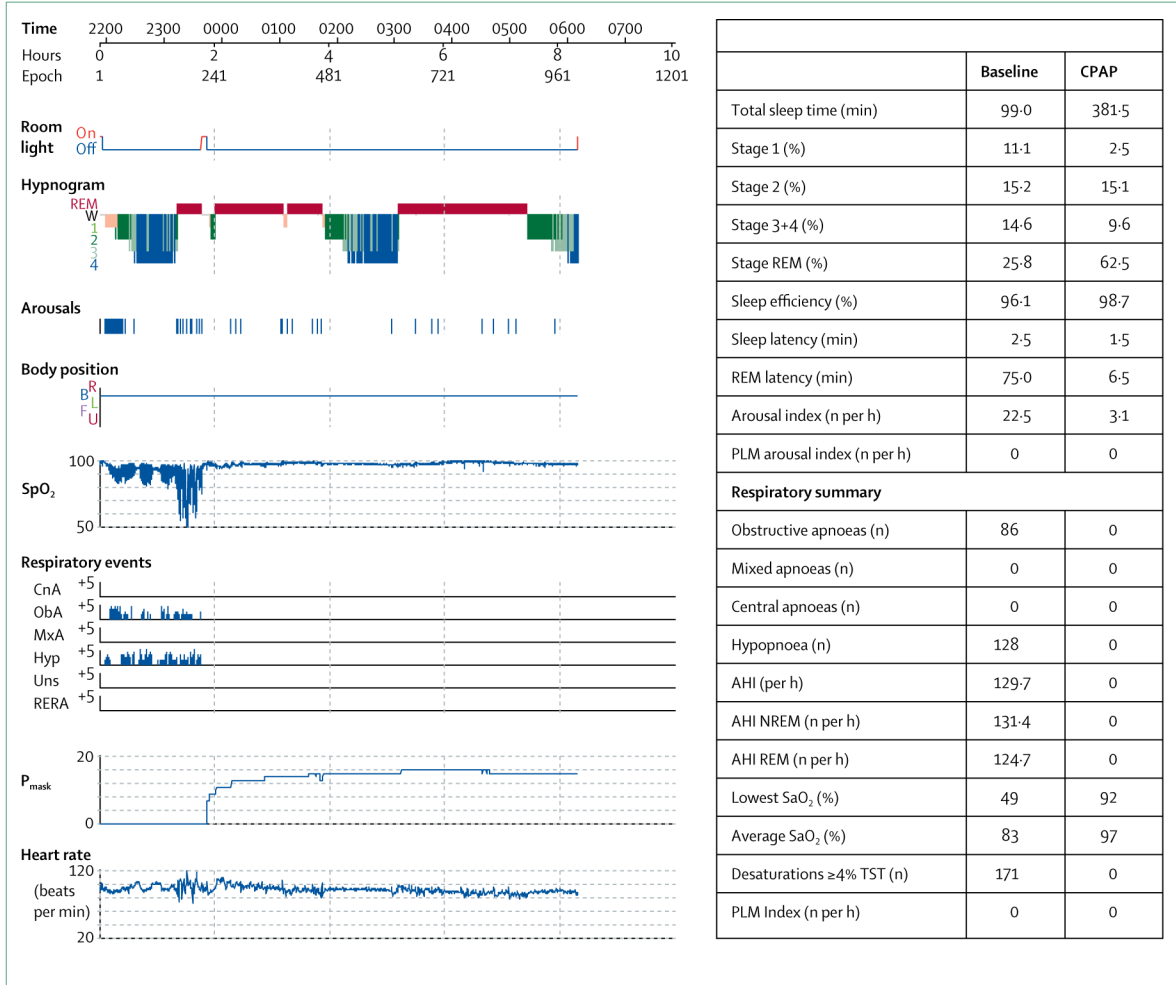 Time 2200 2300 0000 0100 0200 0300 0400 0500 0600 0700
Hours 0 2 4 6 8 10
Epoch 1 241 481 721 961 1201
Room light On
Off
Hypnogram
REM
W
1
2
3
4
Arousals
Body position
R
B
L
F
U
SpO₂
100
50
Respiratory events
CnA +5
ObA +5
MxA +5
Hyp +5
Uns +5
RERA +5
Pmask
20
0
Heart rate
(beats per min)
120
20
Baseline CPAP
Total sleep time (min) 99·0 381·5
Stage 1 (%) 11·1 2·5
Stage 2 (%) 15·2 15·1
Stage 3+4 (%) 14·6 9·6
Stage REM (%) 25·8 62·5
Sleep efficiency (%) 96·1 98·7
Sleep latency (min) 2·5 1·5
REM latency (min) 75·0 6·5
Arousal index (n per h) 22·5 3·1
PLM arousal index (n per h) 0 0
Respiratory summary
Obstructive apnoeas (n) 86 0
Mixed apnoeas (n) 0 0
Central apnoeas (n) 0 0
Hypopnoea (n) 128 0
AHI (per h) 129·7 0
AHI NREM (n per h) 131·4 0
AHI REM (n per h) 124·7 0
Lowest SaO₂ (%) 49 92
Average SaO₂ (%) 83 97
Desaturations ≥4% TST (n) 171 0
PLM Index (n per h) 0 0